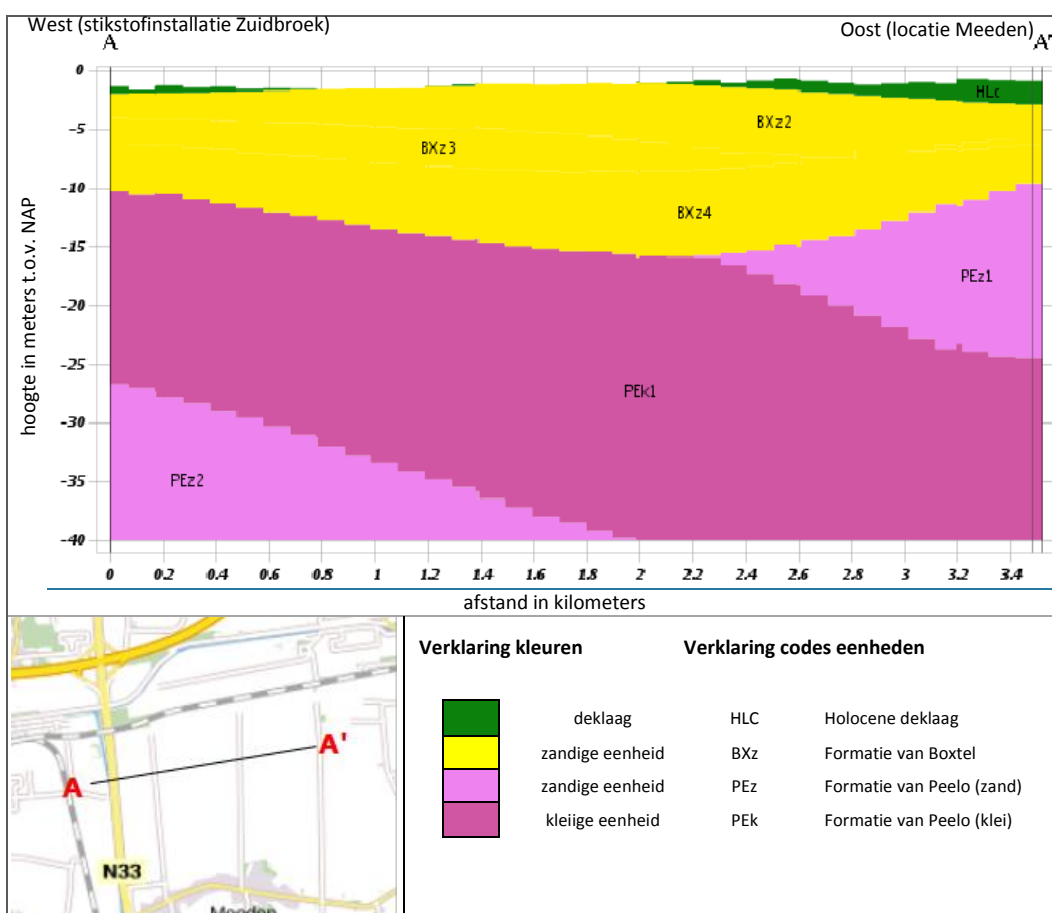 West (stikstofinstallatie Zuidbroek)
Oost (locatie Meeden)
A
A'
hoogte in meters t.o.v. NAP
0
-5
-10
-15
-20
-25
-30
-35
-40
HLc
BXz2
BXz3
BXz4
PEz1
PEk1
PEz2
0 0.2 0.4 0.6 0.8 1 1.2 1.4 1.6 1.8 2 2.2 2.4 2.6 2.8 3 3.2 3.4
afstand in kilometers
A
A'
N33
Meeden
Verklaring kleuren
Verklaring codes eenheden
deklaag HLC Holocene deklaag
zandige eenheid BXz Formatie van Boxtel
zandige eenheid PEz Formatie van Peelo (zand)
kleiige eenheid PEk Formatie van Peelo (klei)